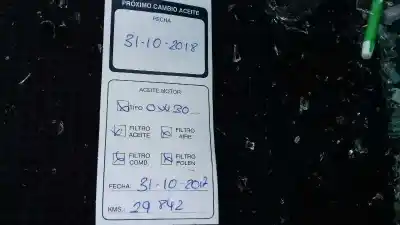 PRÓXIMO CAMBIO ACEITE
FECHA
31-10-2018
ACEITE MOTOR
TIPO 0W30
FILTRO ACEITE
FILTRO AIRE
FILTRO COMB.
FILTRO POLEN
FECHA: 31-10-2017
KMS.: 29842